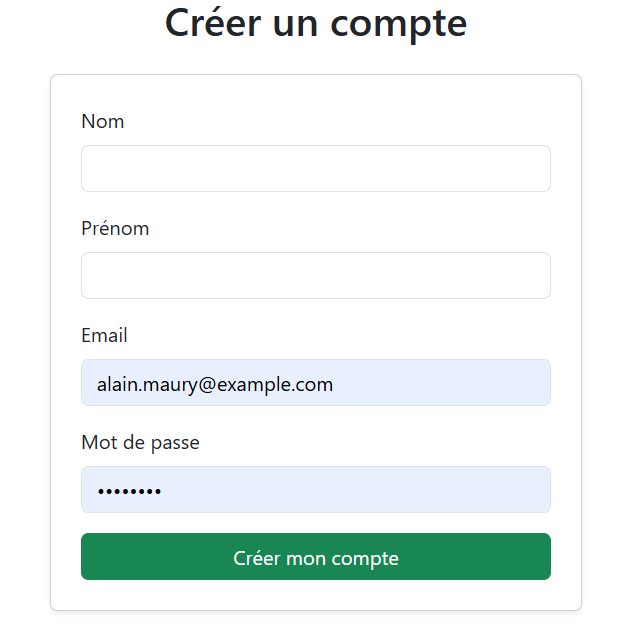 Créer un compte
Nom
Prénom
Email
alain.maury@example.com
Mot de passe
••••••••
Créer mon compte